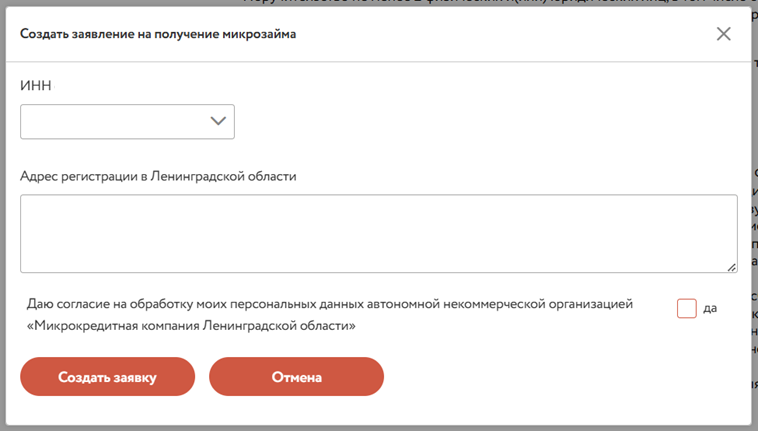 Создать заявление на получение микрозайма
ИНН
Адрес регистрации в Ленинградской области
Даю согласие на обработку моих персональных данных автономной некоммерческой организацией
«Микрокредитная компания Ленинградской области»
да
Создать заявку
Отмена